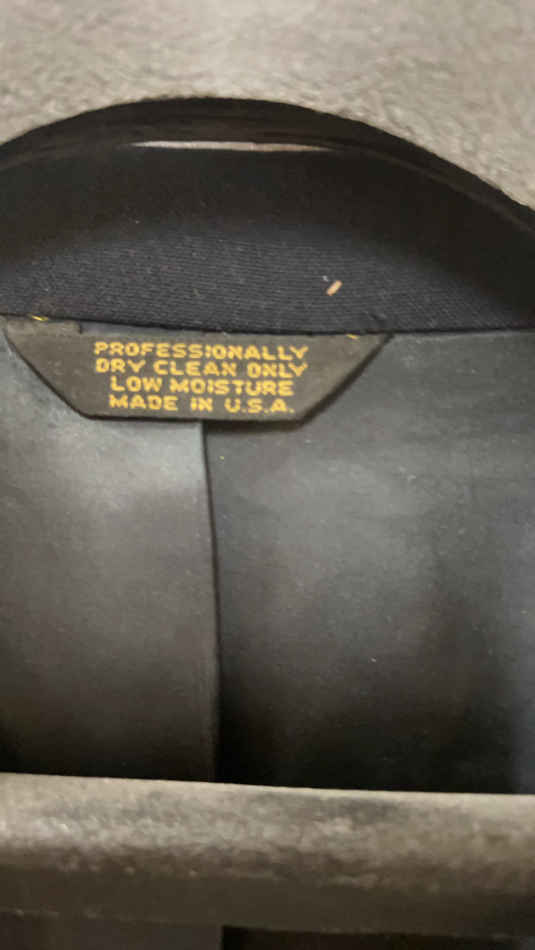 PROFESSIONALLY
DRY CLEAN ONLY
LOW MOISTURE
MADE IN U.S.A.